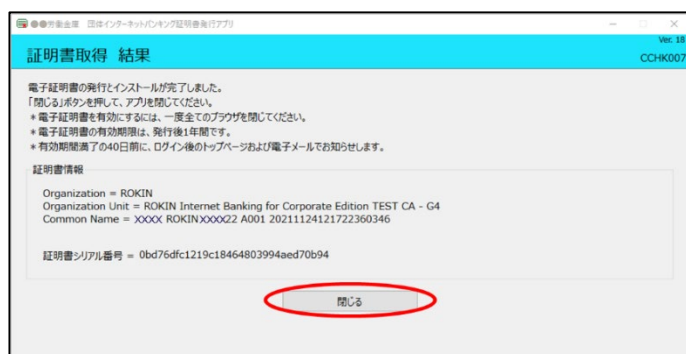 ●●労働金庫 団体インターネットバンキング証明書発行アプリ
Ver. 18
証明書取得 結果
CCHK007
電子証明書の発行とインストールが完了しました。
「閉じる」ボタンを押して、アプリを閉じてください。
＊電子証明書を有効にするには、一度全てのブラウザを閉じてください。
＊電子証明書の有効期限は、発行後1年間です。
＊有効期間満了の40日前に、ログイン後のトップページおよび電子メールでお知らせします。
証明書情報
Organization = ROKIN
Organization Unit = ROKIN Internet Banking for Corporate Edition TEST CA - G4
Common Name = XXXX ROKINXXXX22 A001 20211124121722360346
証明書シリアル番号 = 0bd76dfc1219c18464803994aed70b94
閉じる